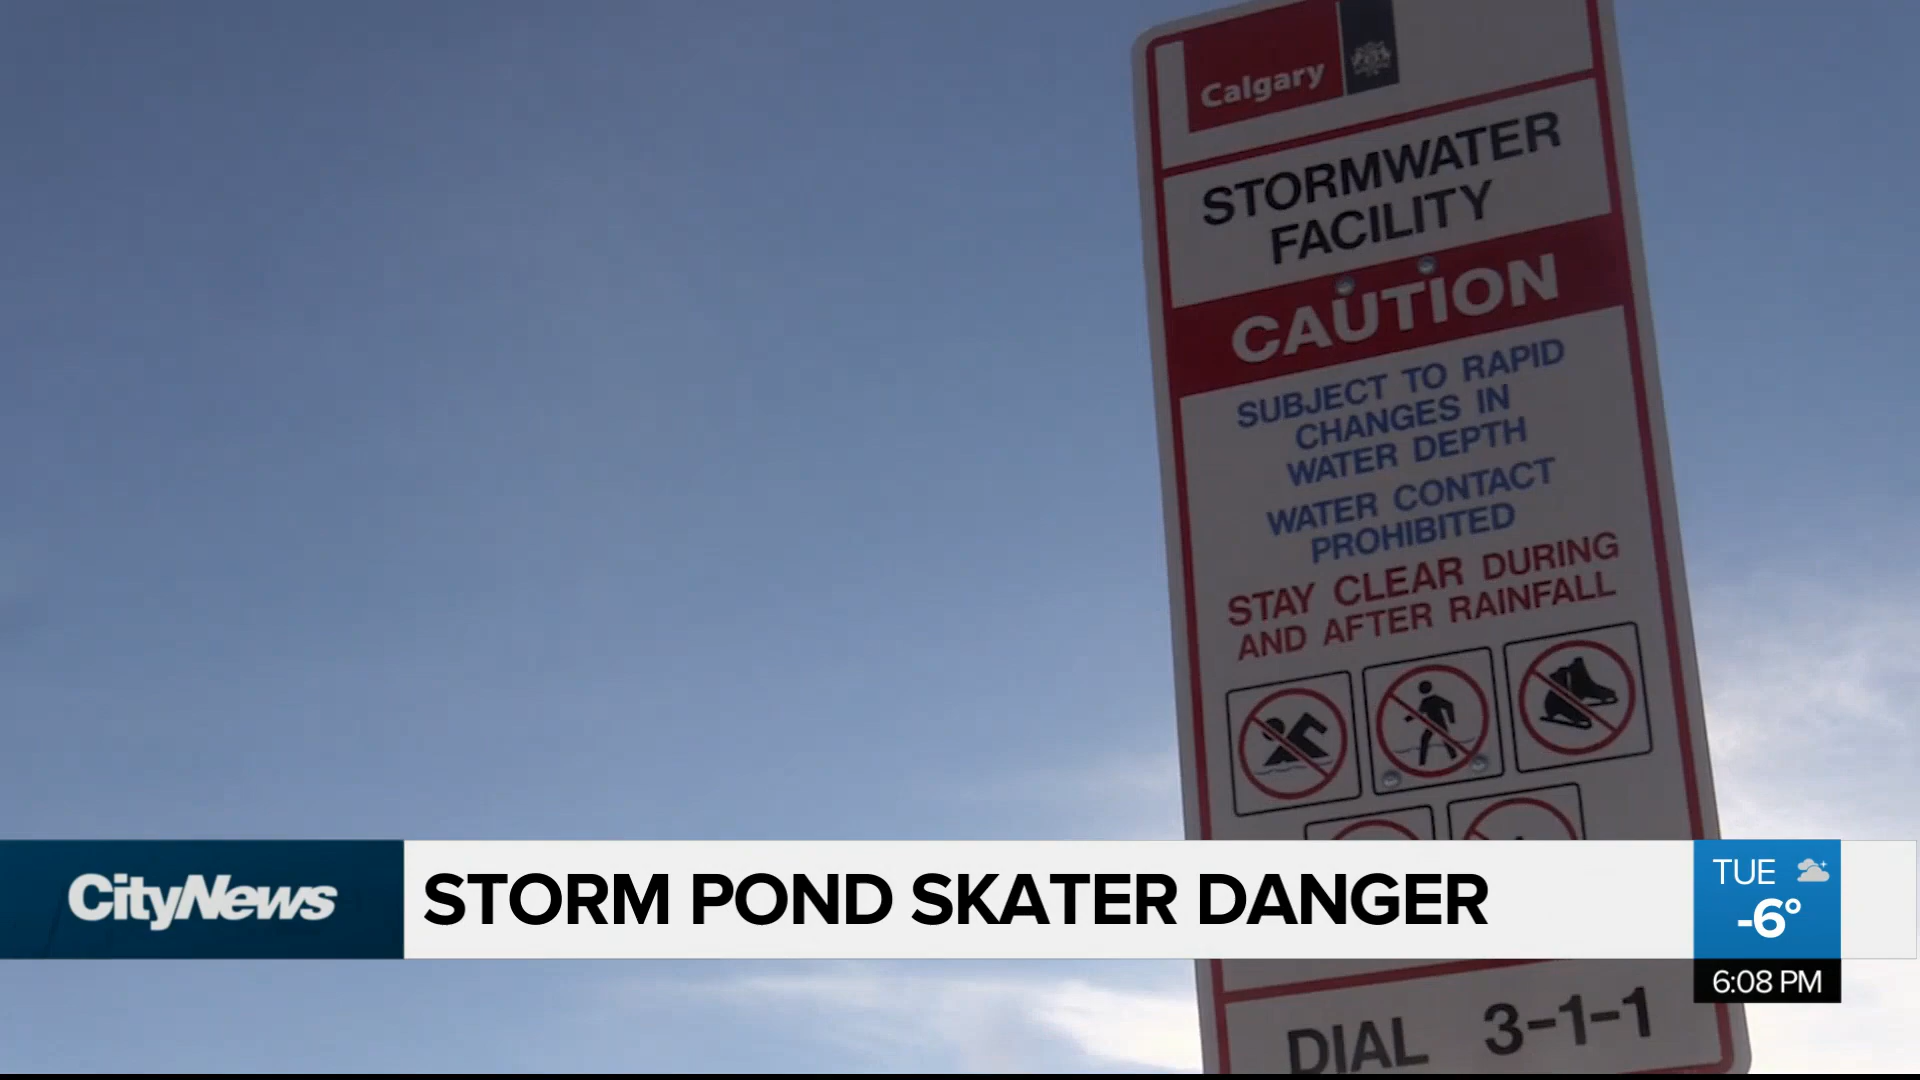 Calgary
STORMWATER
FACILITY
CAUTION
SUBJECT TO RAPID
CHANGES IN
WATER DEPTH
WATER CONTACT
PROHIBITED
STAY CLEAR DURING
AND AFTER RAINFALL
CityNews
STORM POND SKATER DANGER
TUE
-6°
6:08 PM
DIAL 3-1-1